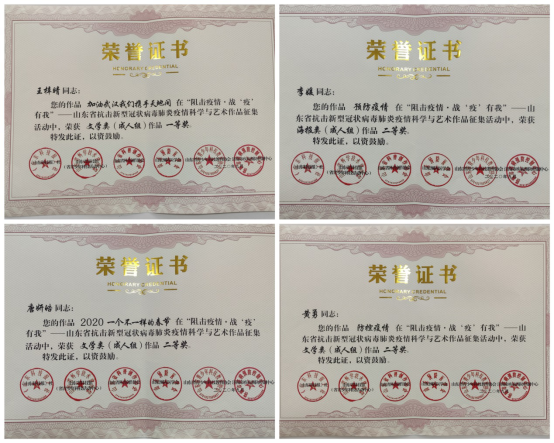 荣誉证书
HONORARY CREDENTIAL
王梓晴同志：
您的作品 加油武汉我们携手天地间 在“阻击疫情·战‘疫’
有我”——山东省抗击新型冠状病毒肺炎疫情科学与艺术作品征集
活动中，荣获 文学类（成人组）作品 一等奖。
特发此证，以资鼓励。
荣誉证书
HONORARY CREDENTIAL
李媛同志：
您的作品 预防疫情 在“阻击疫情·战‘疫’有我”——山
东省抗击新型冠状病毒肺炎疫情科学与艺术作品征集活动中，荣获
海报类（成人组）作品 二等奖。
特发此证，以资鼓励。
荣誉证书
HONORARY CREDENTIAL
唐妍皓同志：
您的作品 2020一个不一样的春节 在“阻击疫情·战‘疫’
有我”——山东省抗击新型冠状病毒肺炎疫情科学与艺术作品征集
活动中，荣获 文学类（成人组）作品 二等奖。
特发此证，以资鼓励。
荣誉证书
HONORARY CREDENTIAL
黄勇同志：
您的作品 防控疫情 在“阻击疫情·战‘疫’有我”——山
东省抗击新型冠状病毒肺炎疫情科学与艺术作品征集活动中，荣获
文学类（成人组）作品 二等奖。
特发此证，以资鼓励。